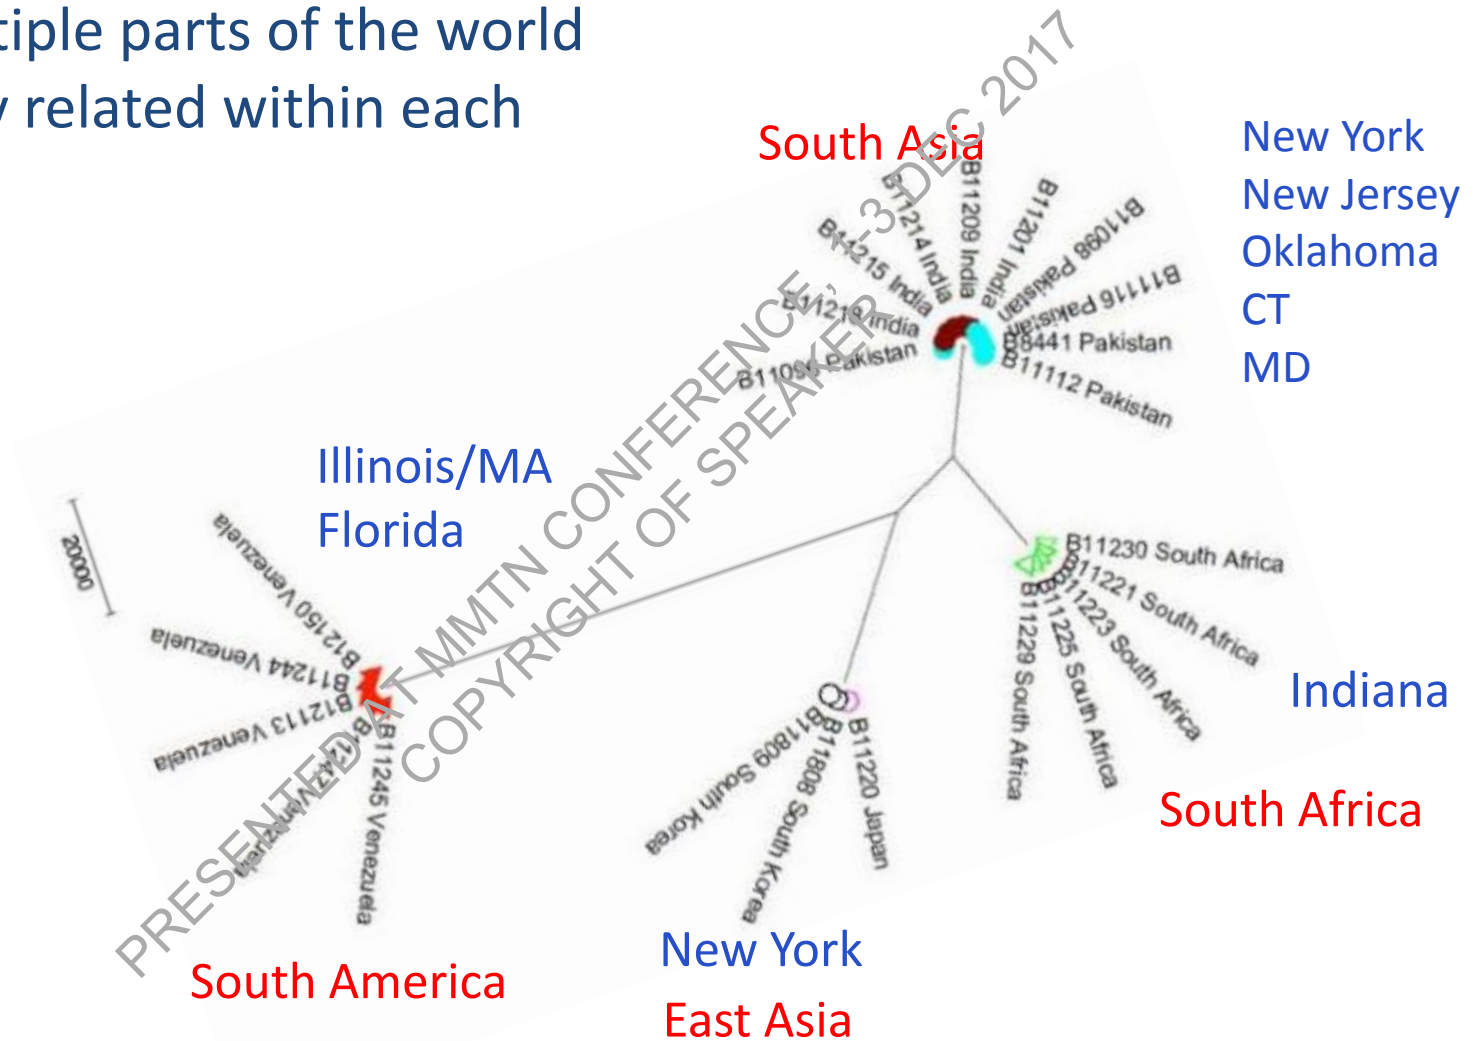 tiple parts of the world
y related within each
South Asia
New York
New Jersey
Oklahoma
CT
MD
B11214 India
B11209 India
B11201 India
B11098 Pakistan
B11116 Pakistan
B8441 Pakistan
B11112 Pakistan
B11215 India
India
Pakistan
Illinois/MA
Florida
20000
B12150 Venezuela
B11244 Venezuela
B12113 Venezuela
Venezuela
B11245 Venezuela
B11230 South Africa
B11221 South Africa
B11223 South Africa
B11225 South Africa
B11229 South Africa
Indiana
South Africa
B11809 South Korea
B11808 South Korea
B11220 Japan
South America
New York
East Asia
PRESENTED AT MMTN CONFERENCE, 1-3 DEC 2017
COPYRIGHT OF SPEAKER